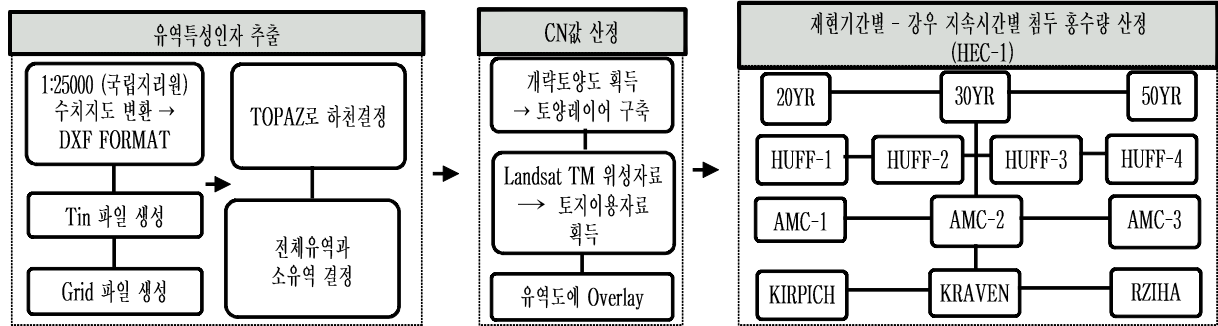 유역특성인자 추출
1:25000 (국립지리원)
수치지도 변환 →
DXF FORMAT
Tin 파일 생성
Grid 파일 생성
TOPAZ로 하천결정
전체유역과
소유역 결정
CN값 산정
개략토양도 획득
→ 토양레이어 구축
Landsat TM 위성자료
→ 토지이용자료
획득
유역도에 Overlay
재현기간별 - 강우 지속시간별 첨두 홍수량 산정
(HEC-1)
20YR
30YR
50YR
HUFF-1
HUFF-2
HUFF-3
HUFF-4
AMC-1
AMC-2
AMC-3
KIRPICH
KRAVEN
RZIHA